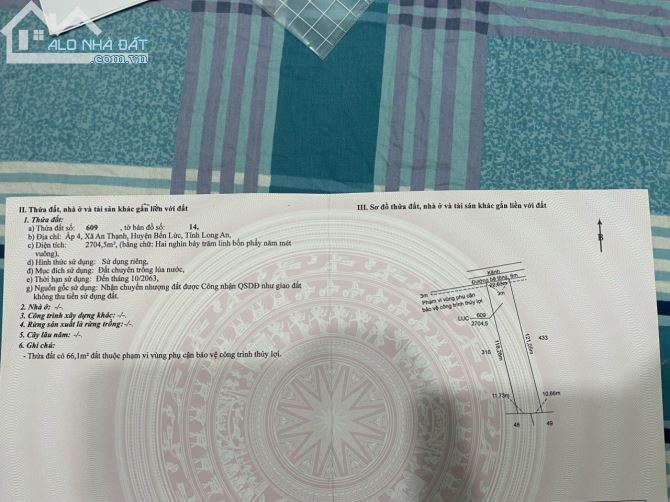 ALO NHÀ ĐẤT
.com.vn
II. Thửa đất, nhà ở và tài sản khác gắn liền với đất
1. Thửa đất:
a) Thửa đất số: 609 , tờ bản đồ số: 14,
b) Địa chỉ: Ấp 4, Xã An Thạnh, Huyện Bến Lức, Tỉnh Long An,
c) Diện tích: 2704,5m², (bằng chữ: Hai nghìn bảy trăm linh bốn phẩy năm mét
vuông),
d) Hình thức sử dụng: Sử dụng riêng,
đ) Mục đích sử dụng: Đất chuyên trồng lúa nước,
e) Thời hạn sử dụng: Đến tháng 10/2063,
g) Nguồn gốc sử dụng: Nhận chuyển nhượng đất được Công nhận QSDĐ như giao đất
không thu tiền sử dụng đất.
2. Nhà ở: -/-.
3. Công trình xây dựng khác: -/-.
4. Rừng sản xuất là rừng trồng: -/-.
5. Cây lâu năm: -/-.
6. Ghi chú:
- Thửa đất có 66,1m² đất thuộc phạm vi vùng phụ cận bảo vệ công trình thủy lợi.
III. Sơ đồ thửa đất, nhà ở và tài sản khác gắn liền với đất
B
Kênh
Đường bê tông, 6m
22.63m
3m
3m
Phạm vi vùng phụ cận
bảo vệ công trình thủy lợi
LUC
609
2704,5
318
118,26m
121,05m
433
11,73m
10,66m
48
49